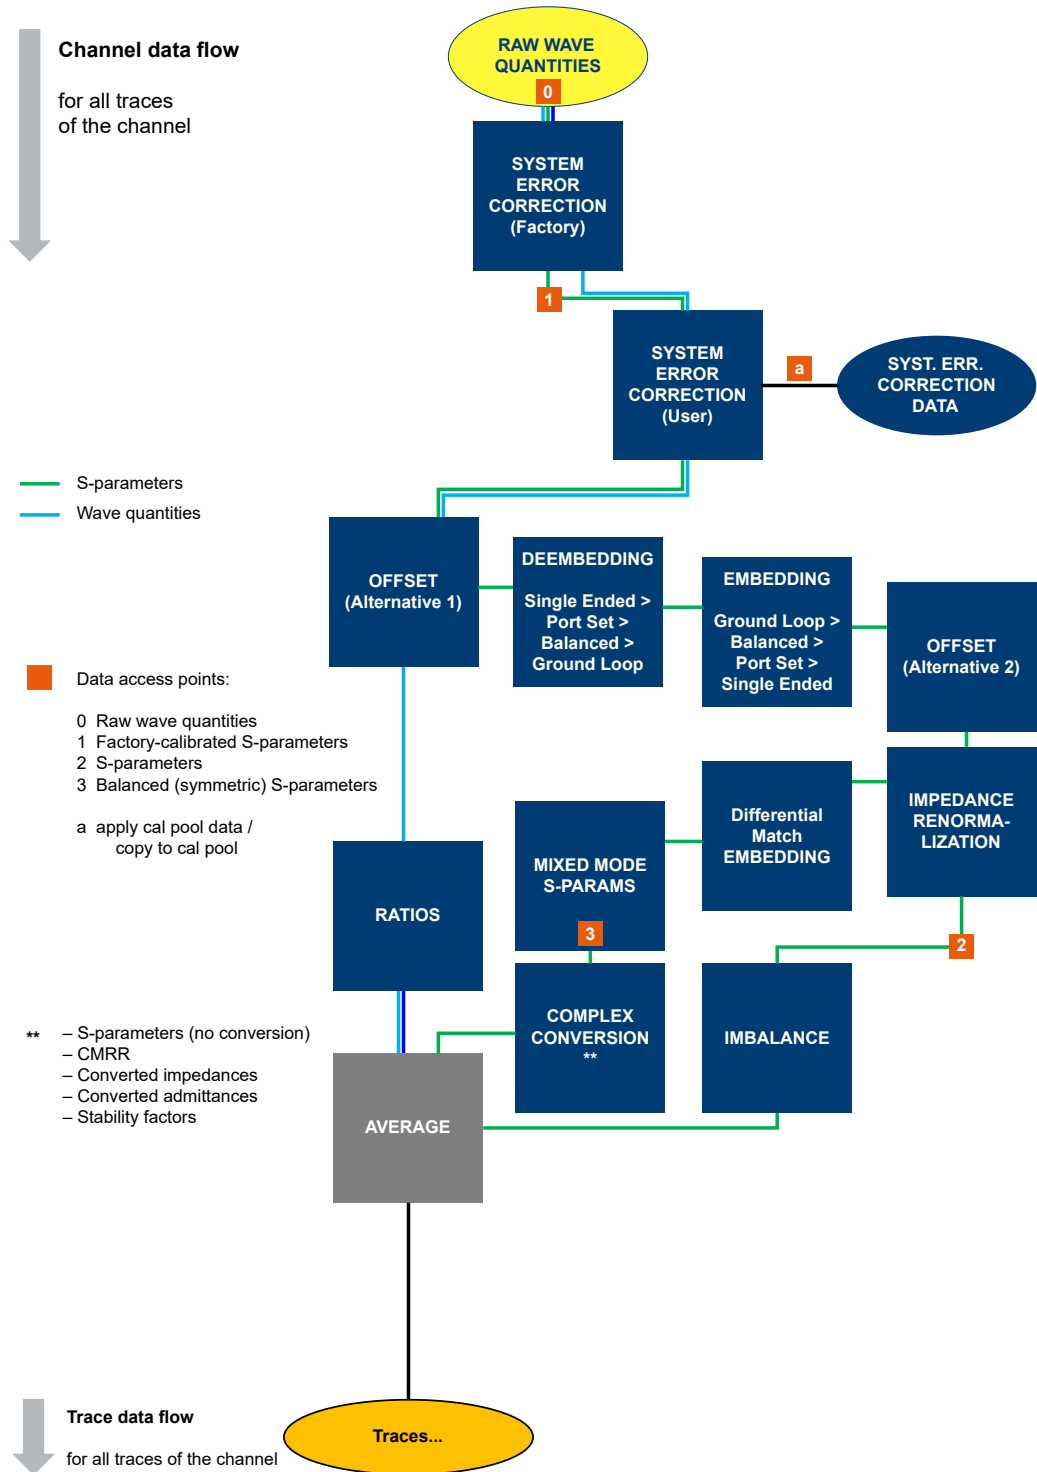 Channel data flow
for all traces
of the channel
RAW WAVE
QUANTITIES
0
SYSTEM
ERROR
CORRECTION
(Factory)
1
SYSTEM
ERROR
CORRECTION
(User)
a
SYST. ERR.
CORRECTION
DATA
S-parameters
Wave quantities
OFFSET
(Alternative 1)
DEEMBEDDING
Single Ended >
Port Set >
Balanced >
Ground Loop
EMBEDDING
Ground Loop >
Balanced >
Port Set >
Single Ended
OFFSET
(Alternative 2)
Data access points:
0 Raw wave quantities
1 Factory-calibrated S-parameters
2 S-parameters
3 Balanced (symmetric) S-parameters
a apply cal pool data /
copy to cal pool
IMPEDANCE
RENORMA-
LIZATION
Differential
Match
EMBEDDING
MIXED MODE
S-PARAMS
3
RATIOS
2
COMPLEX
CONVERSION
**
IMBALANCE
** – S-parameters (no conversion)
– CMRR
– Converted impedances
– Converted admittances
– Stability factors
AVERAGE
Trace data flow
for all traces of the channel
Traces...